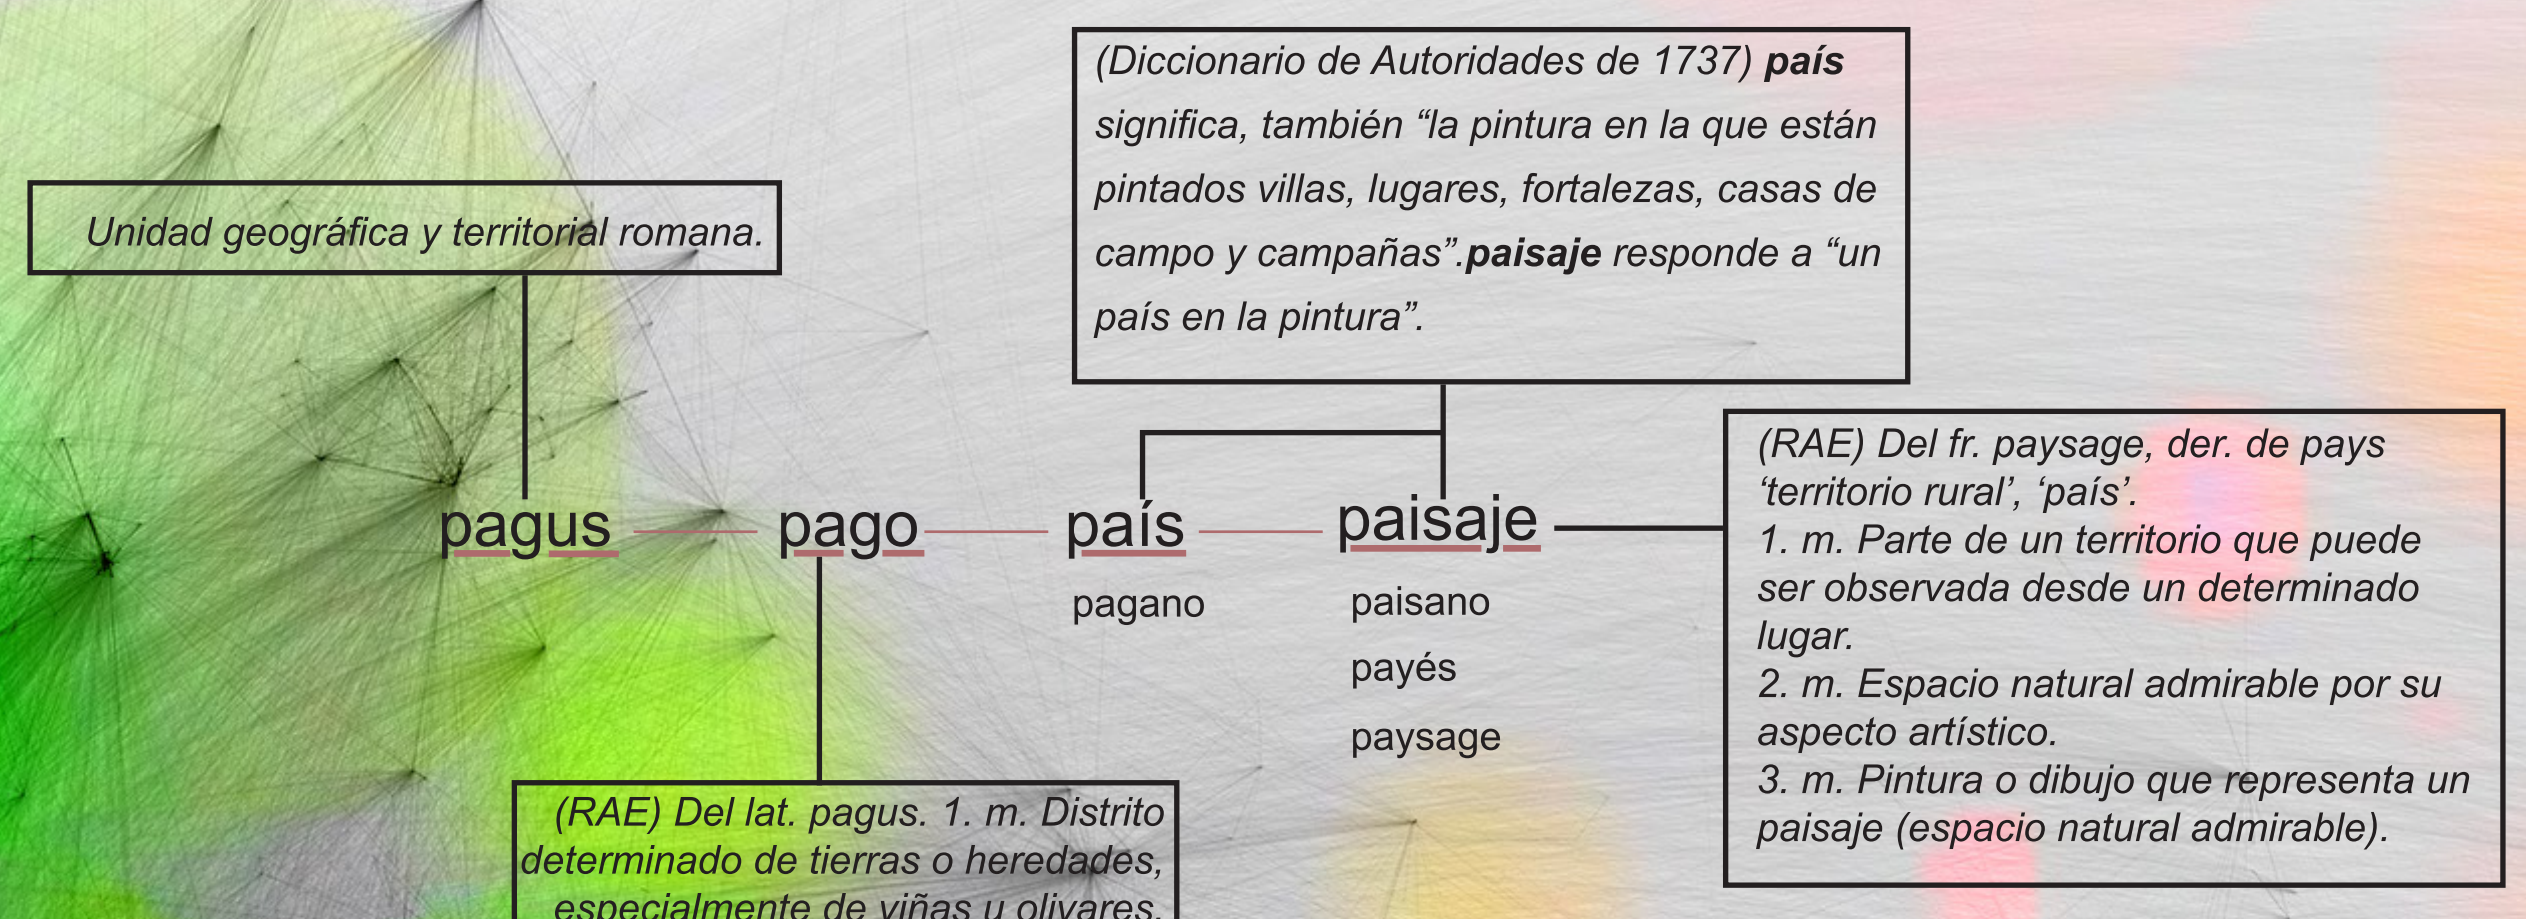 (Diccionario de Autoridades de 1737) país
significa, también “la pintura en la que están
pintados villas, lugares, fortalezas, casas de
campo y campañas”.paisaje responde a “un
país en la pintura”.
Unidad geográfica y territorial romana.
(RAE) Del fr. paysage, der. de pays
‘territorio rural’, ‘país’.
1. m. Parte de un territorio que puede
ser observada desde un determinado
lugar.
2. m. Espacio natural admirable por su
aspecto artístico.
3. m. Pintura o dibujo que representa un
paisaje (espacio natural admirable).
pagus
pago
país
paisaje
pagano
paisano
payés
paysage
(RAE) Del lat. pagus. 1. m. Distrito
determinado de tierras o heredades,
especialmente de viñas u olivares.